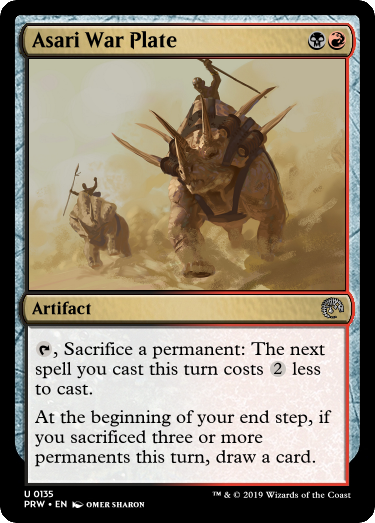 Asari War Plate
Artifact
, Sacrifice a permanent: The next
spell you cast this turn costs 2 less
to cast.
At the beginning of your end step, if
you sacrificed three or more
permanents this turn, draw a card.
U 0135
PRW • EN OMER SHARON
™ & © 2019 Wizards of the Coast